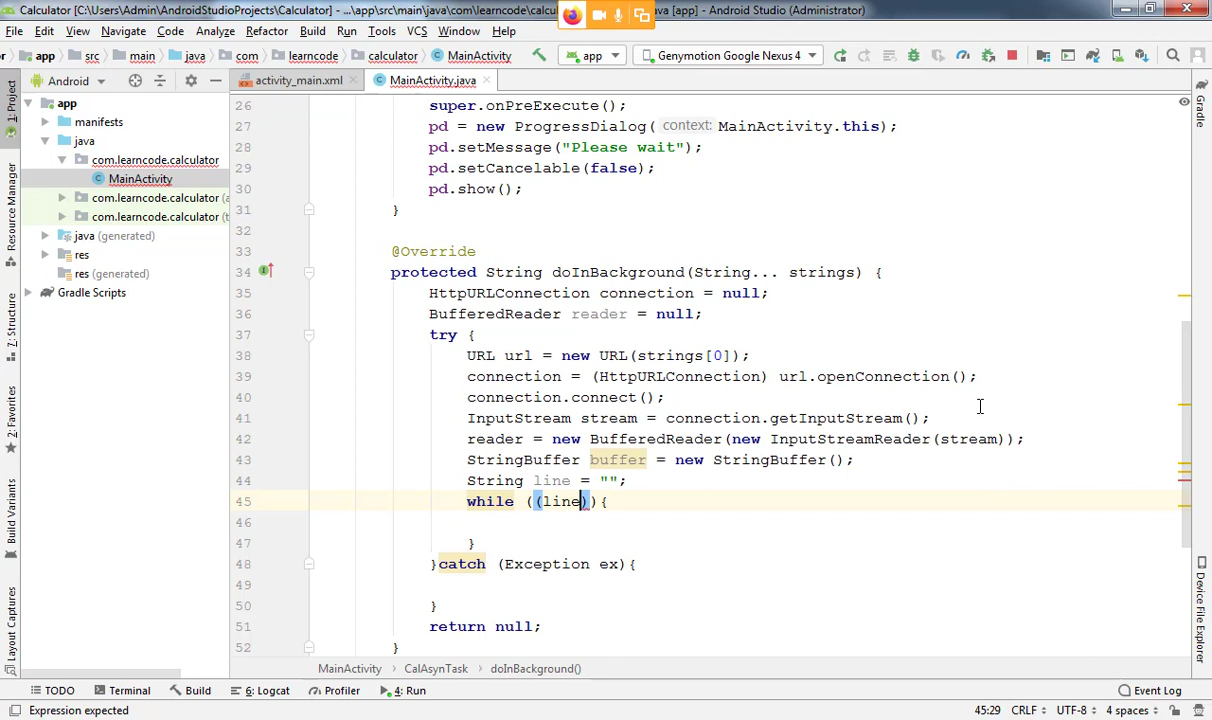 Calculator [C:\Users\Admin\AndroidStudioProjects\Calculator] - ...\app\src\main\java\com\learncode\calcu
.java [app] - Android Studio (Administrator)
File Edit View Navigate Code Analyze Refactor Build Run Tools VCS Window Help
app src main java com learncode calculator MainActivity app Genymotion Google Nexus 4
Android activity_main.xml MainActivity.java
1: Project
Resource Manager
Z: Structure
2: Favorites
Build Variants
Layout Captures
app
manifests
java
com.learncode.calculator
MainActivity
com.learncode.calculator (a
com.learncode.calculator (t
java (generated)
res
res (generated)
Gradle Scripts
26 super.onPreExecute();
27 pd = new ProgressDialog( context: MainActivity.this);
28 pd.setMessage("Please wait");
29 pd.setCancelable(false);
30 pd.show();
31 }
32
33 @Override
34 protected String doInBackground(String... strings) {
35 HttpURLConnection connection = null;
36 BufferedReader reader = null;
37 try {
38 URL url = new URL(strings[0]);
39 connection = (HttpURLConnection) url.openConnection();
40 connection.connect();
41 InputStream stream = connection.getInputStream();
42 reader = new BufferedReader(new InputStreamReader(stream));
43 StringBuffer buffer = new StringBuffer();
44 String line = "";
45 while ((line)){
46
47 }
48 }catch (Exception ex){
49
50 }
51 return null;
52 }
Gradle
Device File Explorer
MainActivity CalAsynTask doInBackground()
TODO Terminal Build 6: Logcat Profiler 4: Run Event Log
Expression expected 45:29 CRLF UTF-8 4 spaces